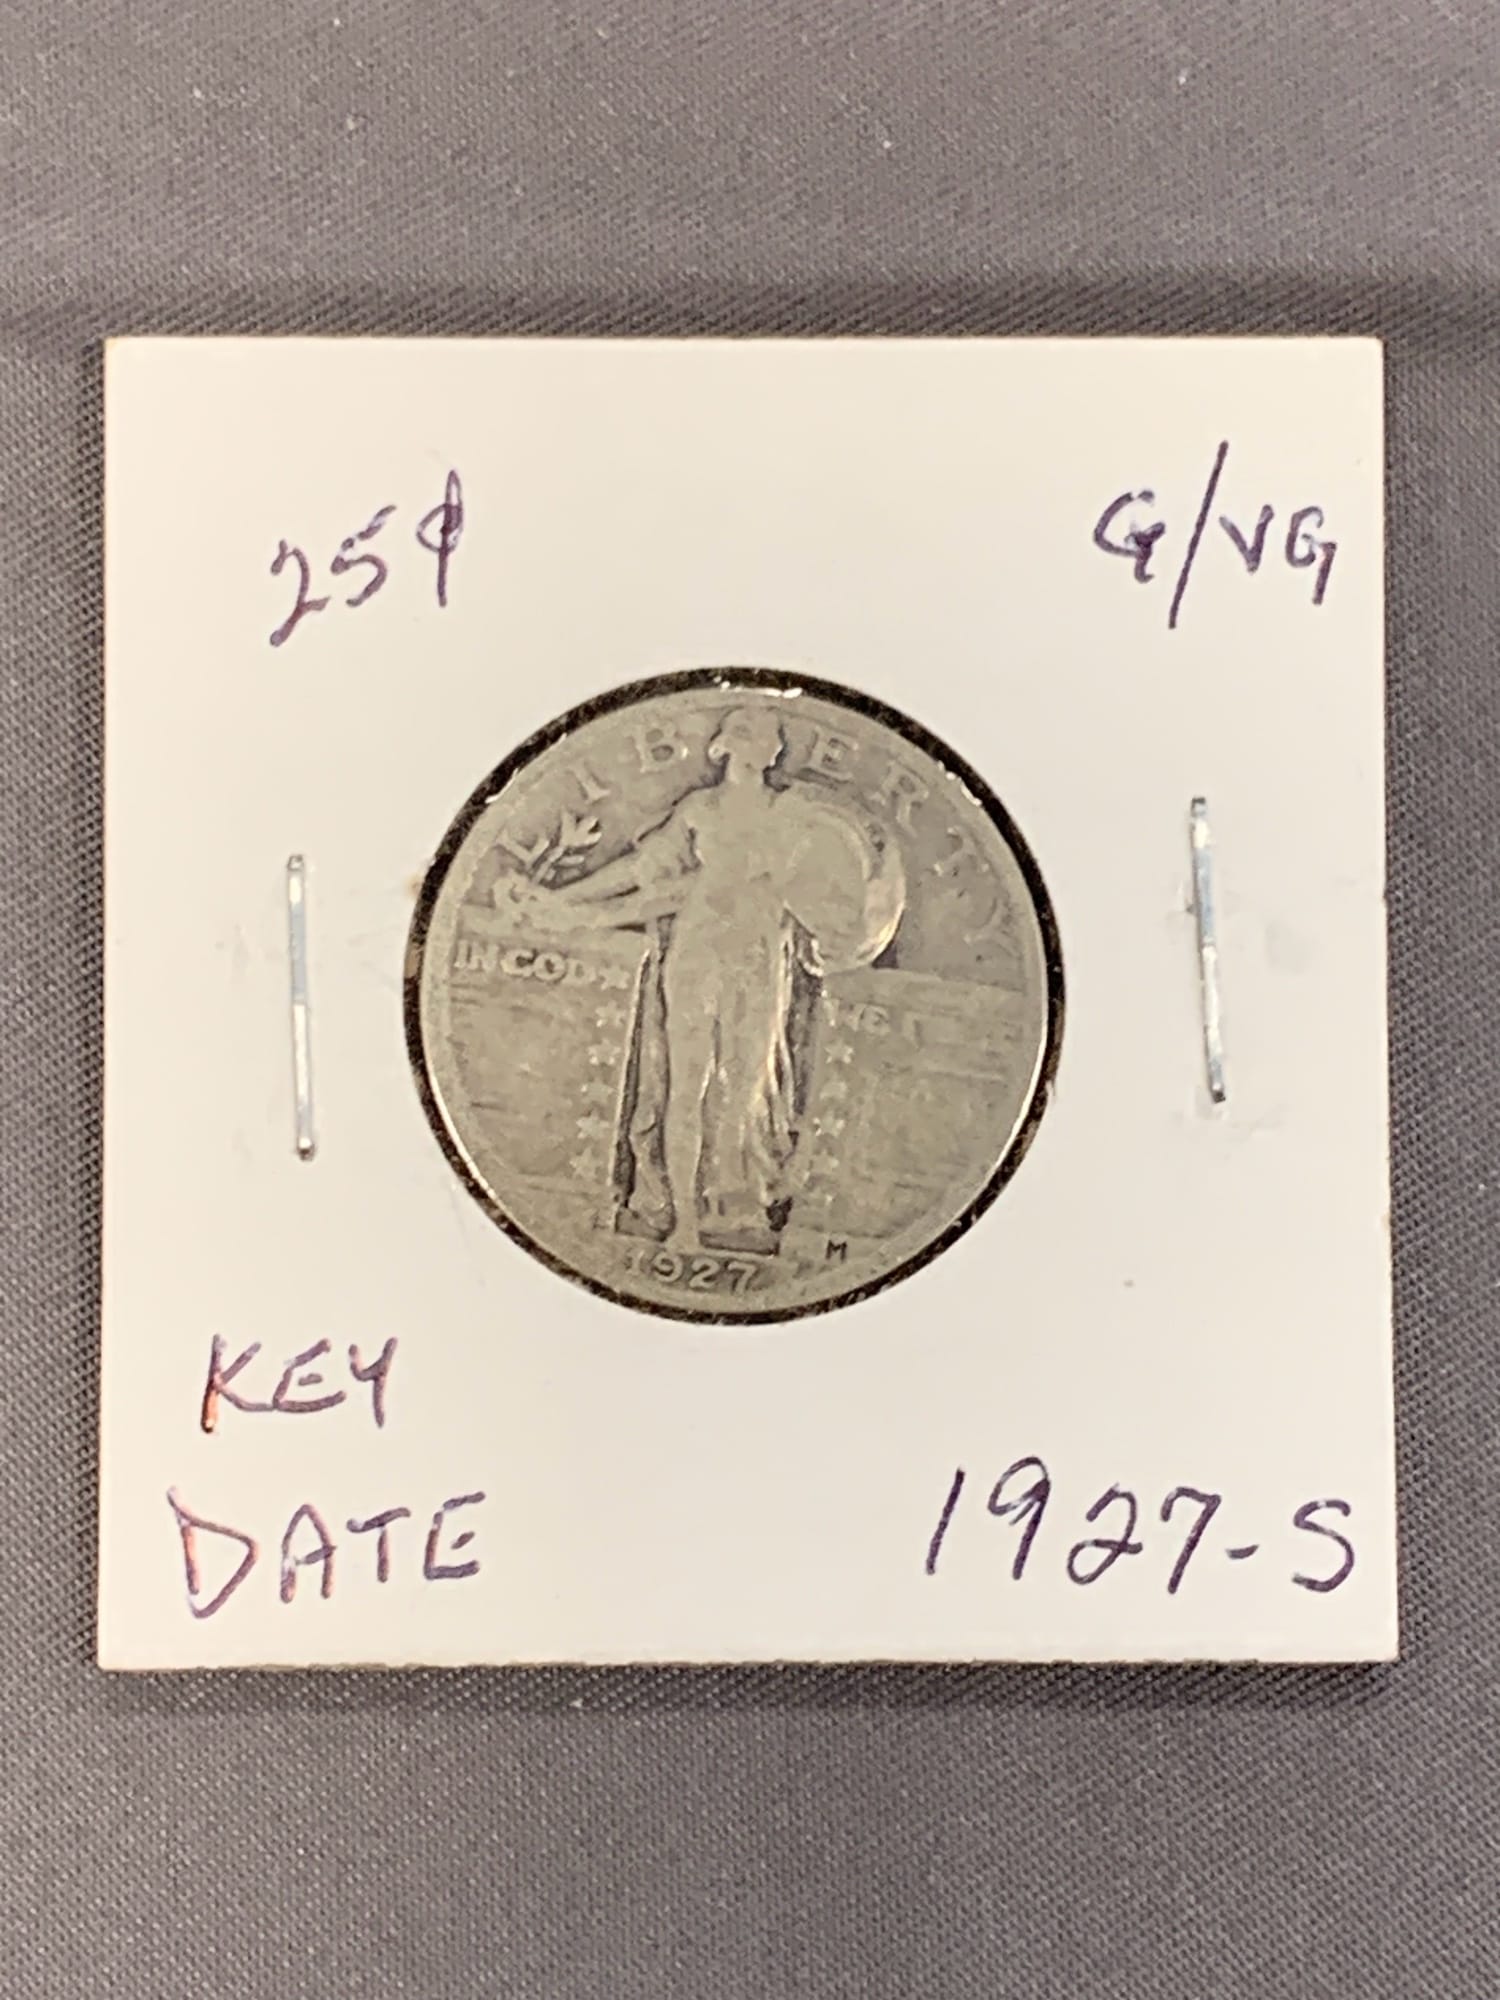 25¢
G/VG
LIBERTY
IN GOD WE
1927
M
KEY
DATE
1927-S